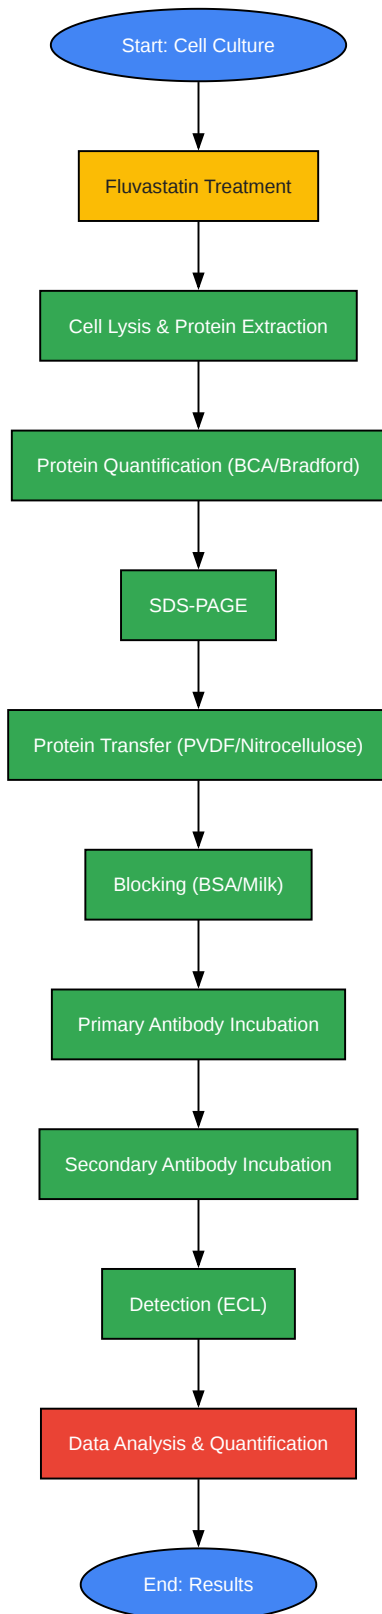 Start: Cell Culture
Fluvastatin Treatment
Cell Lysis & Protein Extraction
Protein Quantification (BCA/Bradford)
SDS-PAGE
Protein Transfer (PVDF/Nitrocellulose)
Blocking (BSA/Milk)
Primary Antibody Incubation
Secondary Antibody Incubation
Detection (ECL)
Data Analysis & Quantification
End: Results